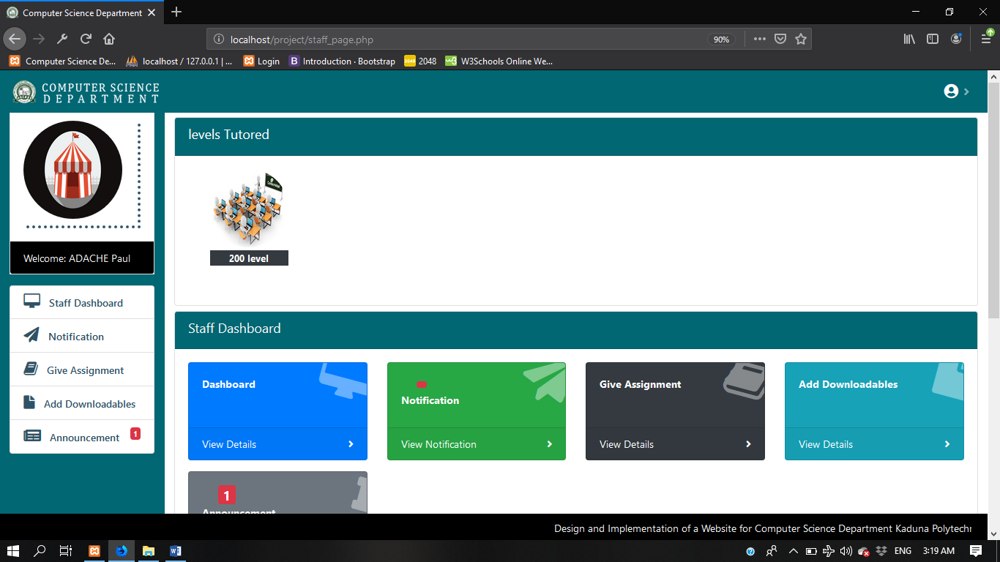 Computer Science Department
localhost/project/staff_page.php
90%
Computer Science De...
localhost / 127.0.0.1 | ...
Login
Introduction · Bootstrap
2048
W3Schools Online We...
COMPUTER SCIENCE
DEPARTMENT
levels Tutored
200 level
Welcome: ADACHE Paul
Staff Dashboard
Notification
Give Assignment
Add Downloadables
Announcement 1
Staff Dashboard
Dashboard
View Details
Notification
View Notification
Give Assignment
View Details
Add Downloadables
View Details
1
Announcement
Design and Implementation of a Website for Computer Science Department Kaduna Polytechn
ENG
3:19 AM